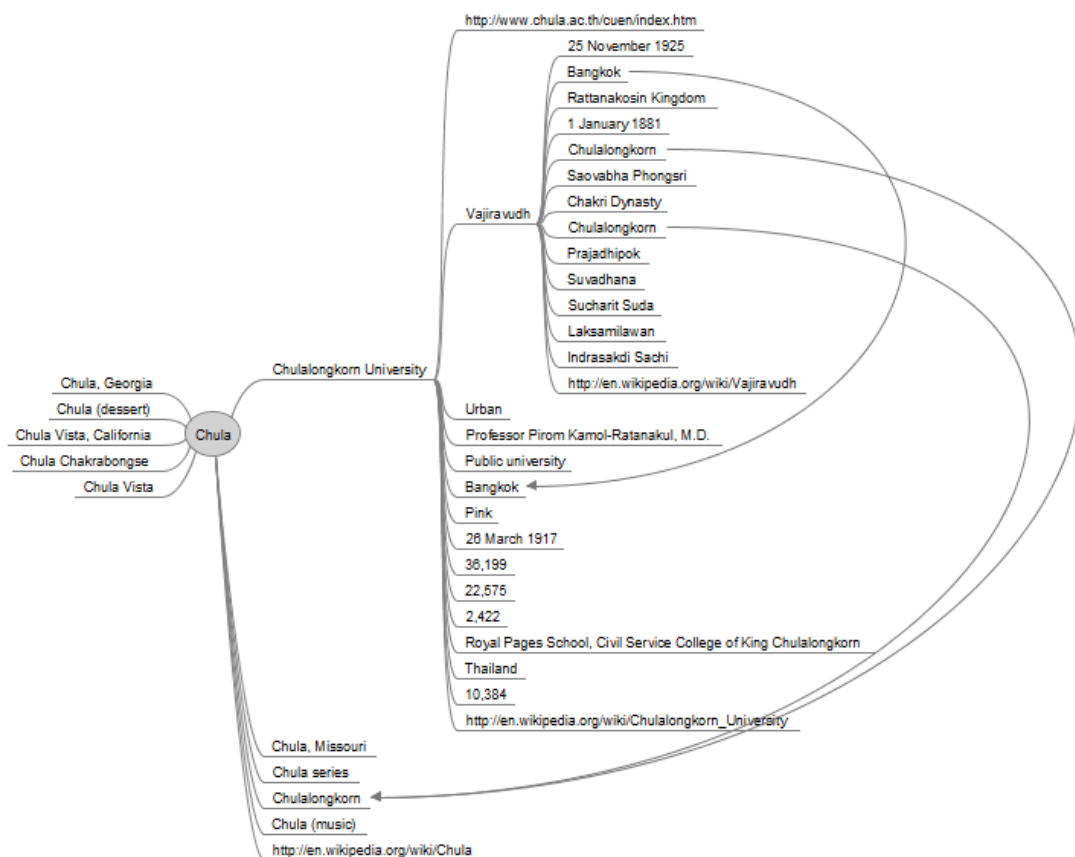 http://www.chula.ac.th/cuen/index.htm
25 November 1925
Bangkok
Rattanakosin Kingdom
1 January 1881
Chulalongkorn
Saovabha Phongsri
Vajiravudh
Chakri Dynasty
Chulalongkorn
Prajadhipok
Suvadhana
Sucharit Suda
Laksamilawan
Indrasakdi Sachi
http://en.wikipedia.org/wiki/Vajiravudh
Chulalongkorn University
Urban
Professor Pirom Kamol-Ratanakul, M.D.
Public university
Bangkok
Pink
26 March 1917
36,199
22,575
2,422
Royal Pages School, Civil Service College of King Chulalongkorn
Thailand
10,384
http://en.wikipedia.org/wiki/Chulalongkorn_University
Chula, Georgia
Chula (dessert)
Chula Vista, California
Chula Chakrabongse
Chula Vista
Chula
Chula, Missouri
Chula series
Chulalongkorn
Chula (music)
http://en.wikipedia.org/wiki/Chula